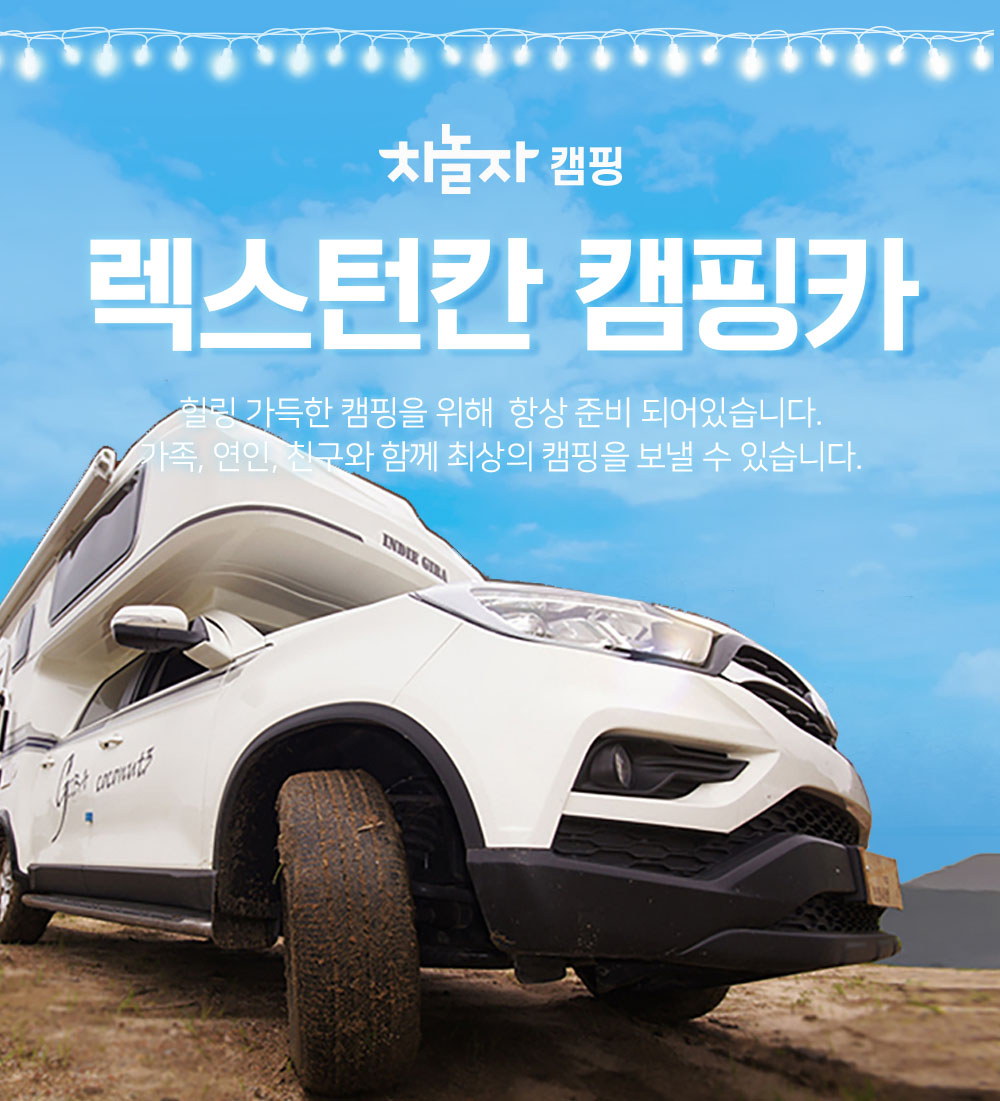 차놀자 캠핑
렉스턴칸 캠핑카
힐링 가득한 캠핑을 위해 항상 준비 되어있습니다.
가족, 연인, 친구와 함께 최상의 캠핑을 보낼 수 있습니다.
INDIE GIRA
coconuts